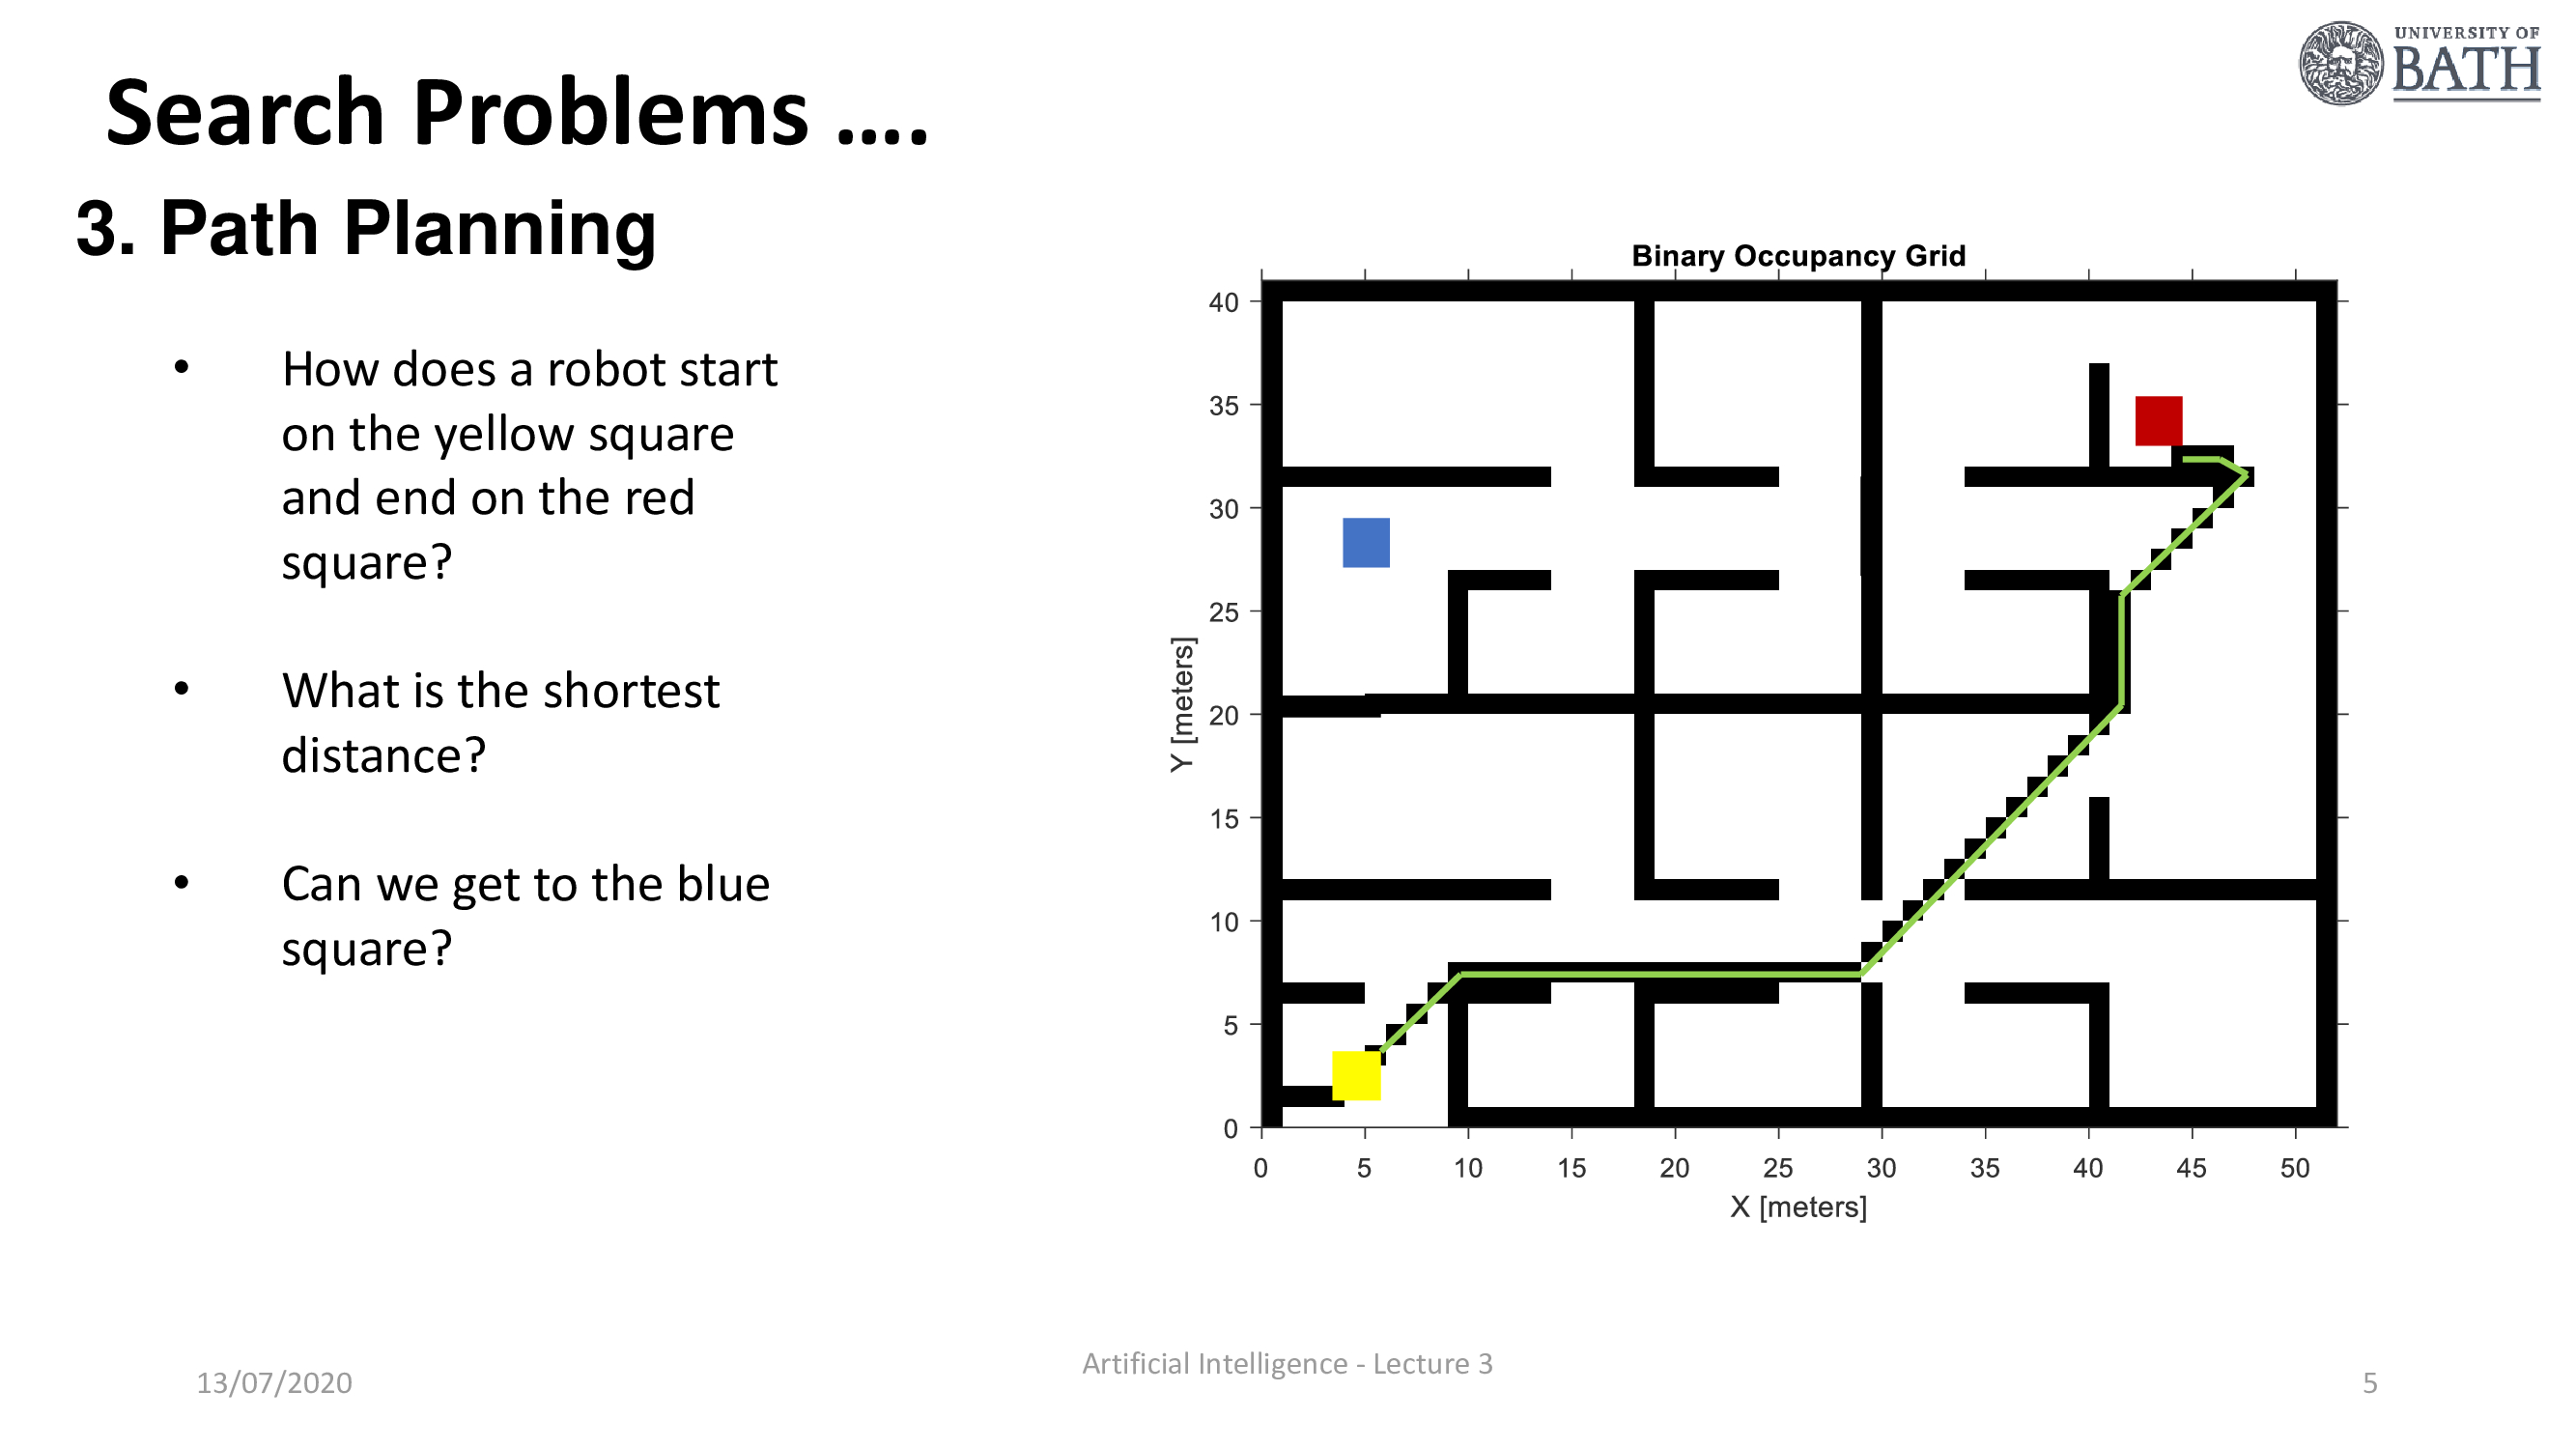 UNIVERSITY OF
BATH
Search Problems ....
3. Path Planning
• How does a robot start
on the yellow square
and end on the red
square?
• What is the shortest
distance?
• Can we get to the blue
square?
Binary Occupancy Grid
40
35
30
25
20
15
10
5
0
Y [meters]
0 5 10 15 20 25 30 35 40 45 50
X [meters]
13/07/2020
Artificial Intelligence - Lecture 3
5